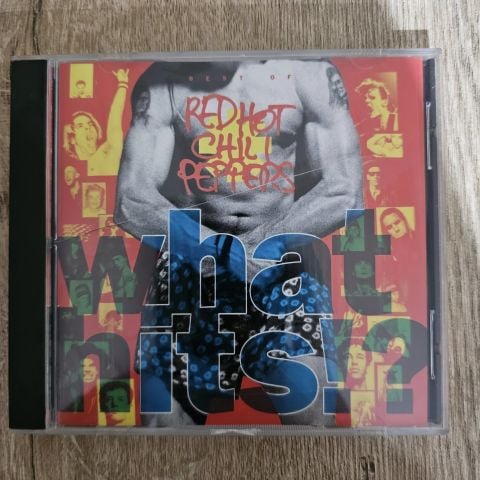 BEST OF
RED HOT
CHILI
PEPPERS
what
hits!?